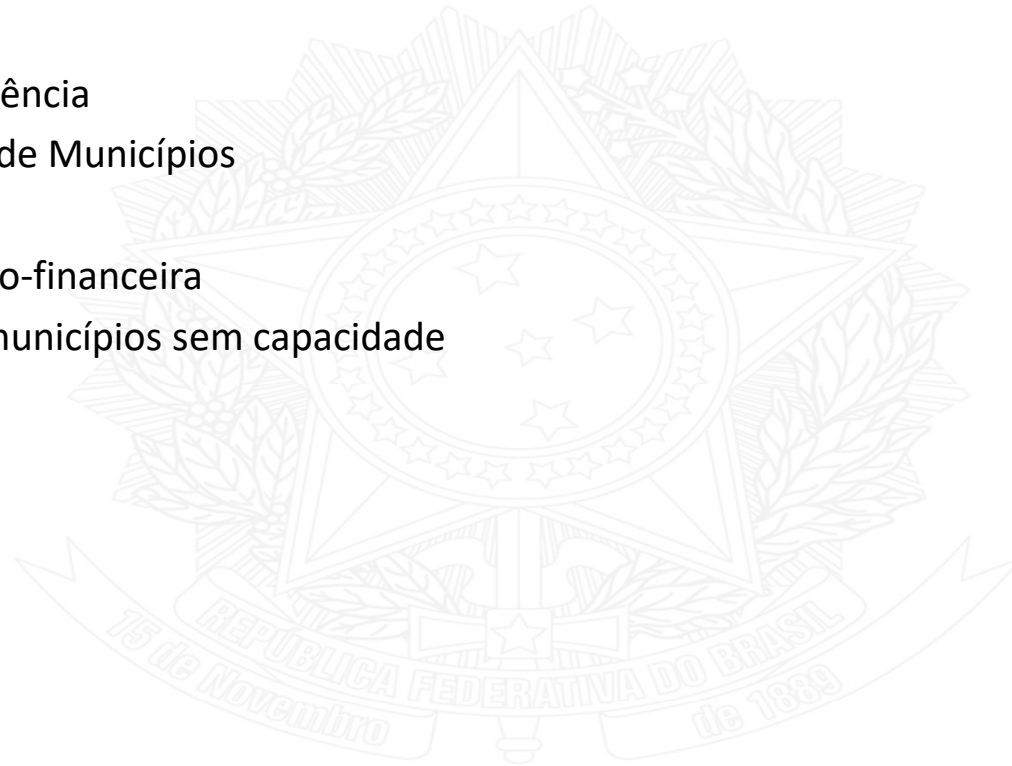 ência
de Municípios
o-financeira
nunicípios sem capacidade
REPÚBLICA FEDERATIVA DO BRASIL
15 de Novembro de 1889